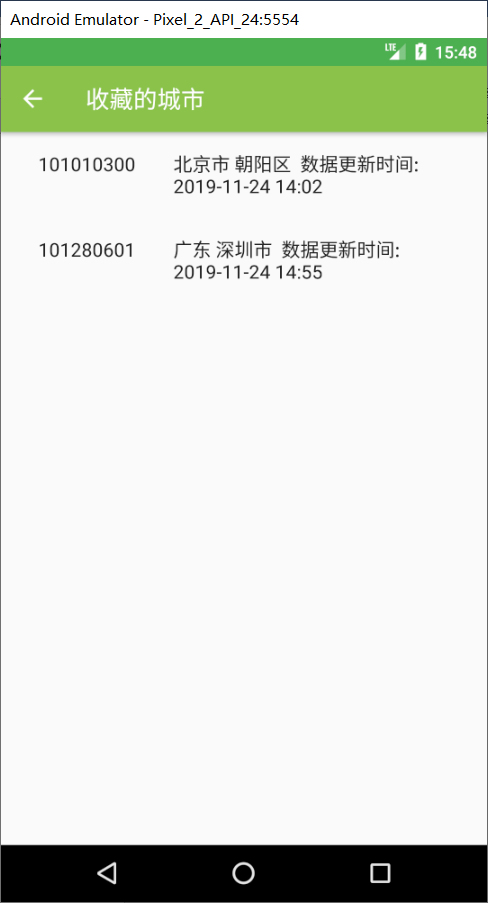 Android Emulator - Pixel_2_API_24:5554
LTE 15:48
收藏的城市
101010300 北京市 朝阳区 数据更新时间:
2019-11-24 14:02
101280601 广东 深圳市 数据更新时间:
2019-11-24 14:55